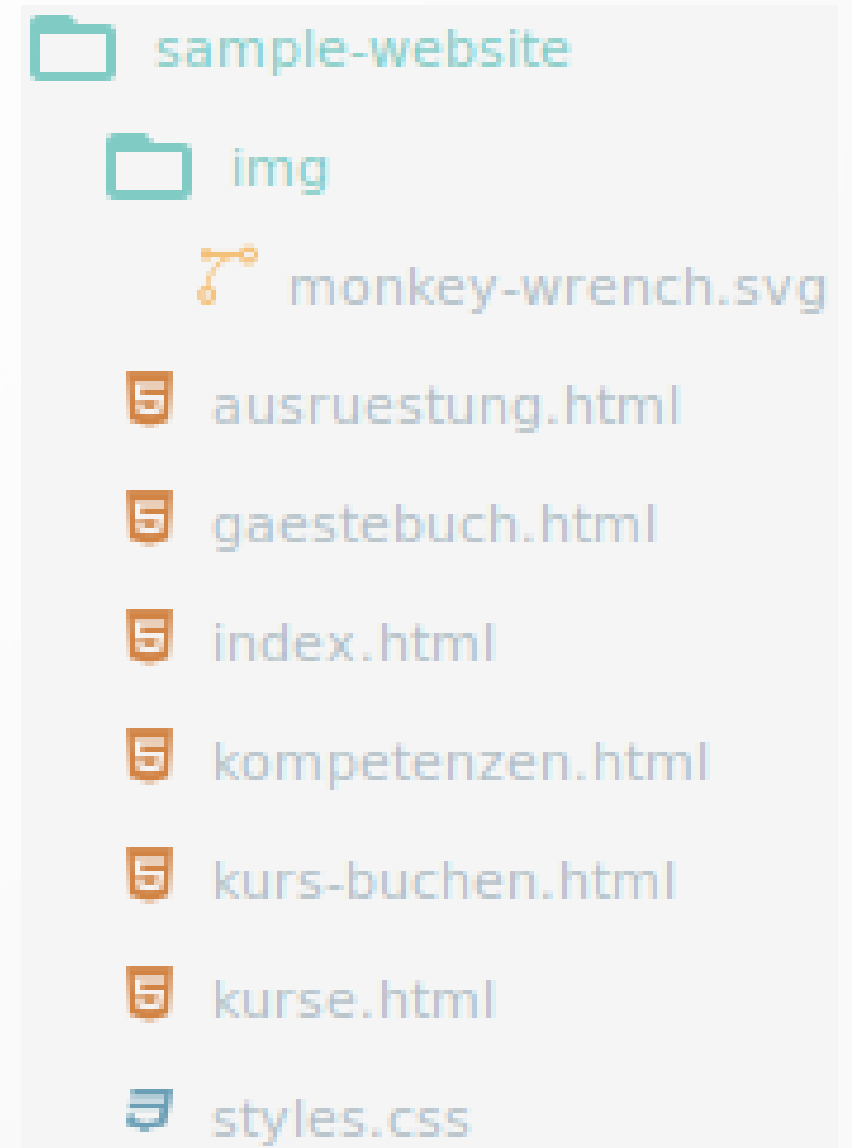 sample-website
img
monkey-wrench.svg
ausruestung.html
gaestebuch.html
index.html
kompetenzen.html
kurs-buchen.html
kurse.html
styles.css